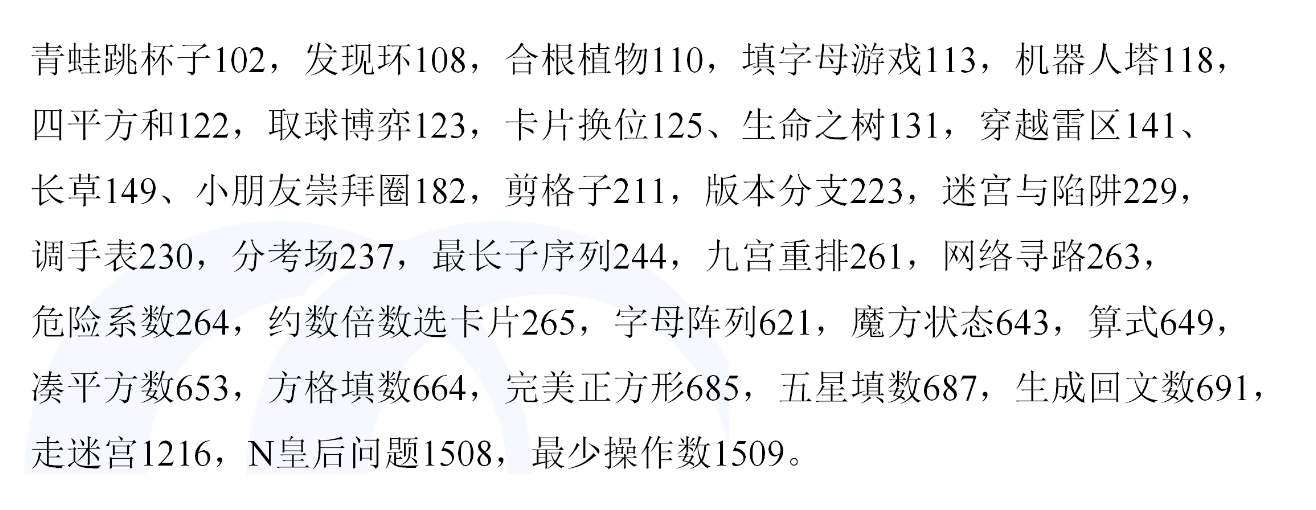 青蛙跳杯子102，发现环108，合根植物110，填字母游戏113，机器人塔118，
四平方和122，取球博弈123，卡片换位125、生命之树131，穿越雷区141、
长草149、小朋友崇拜圈182，剪格子211，版本分支223，迷宫与陷阱229，
调手表230，分考场237，最长子序列244，九宫重排261，网络寻路263，
危险系数264，约数倍数选卡片265，字母阵列621，魔方状态643，算式649，
凑平方数653，方格填数664，完美正方形685，五星填数687，生成回文数691，
走迷宫1216，N皇后问题1508，最少操作数1509。